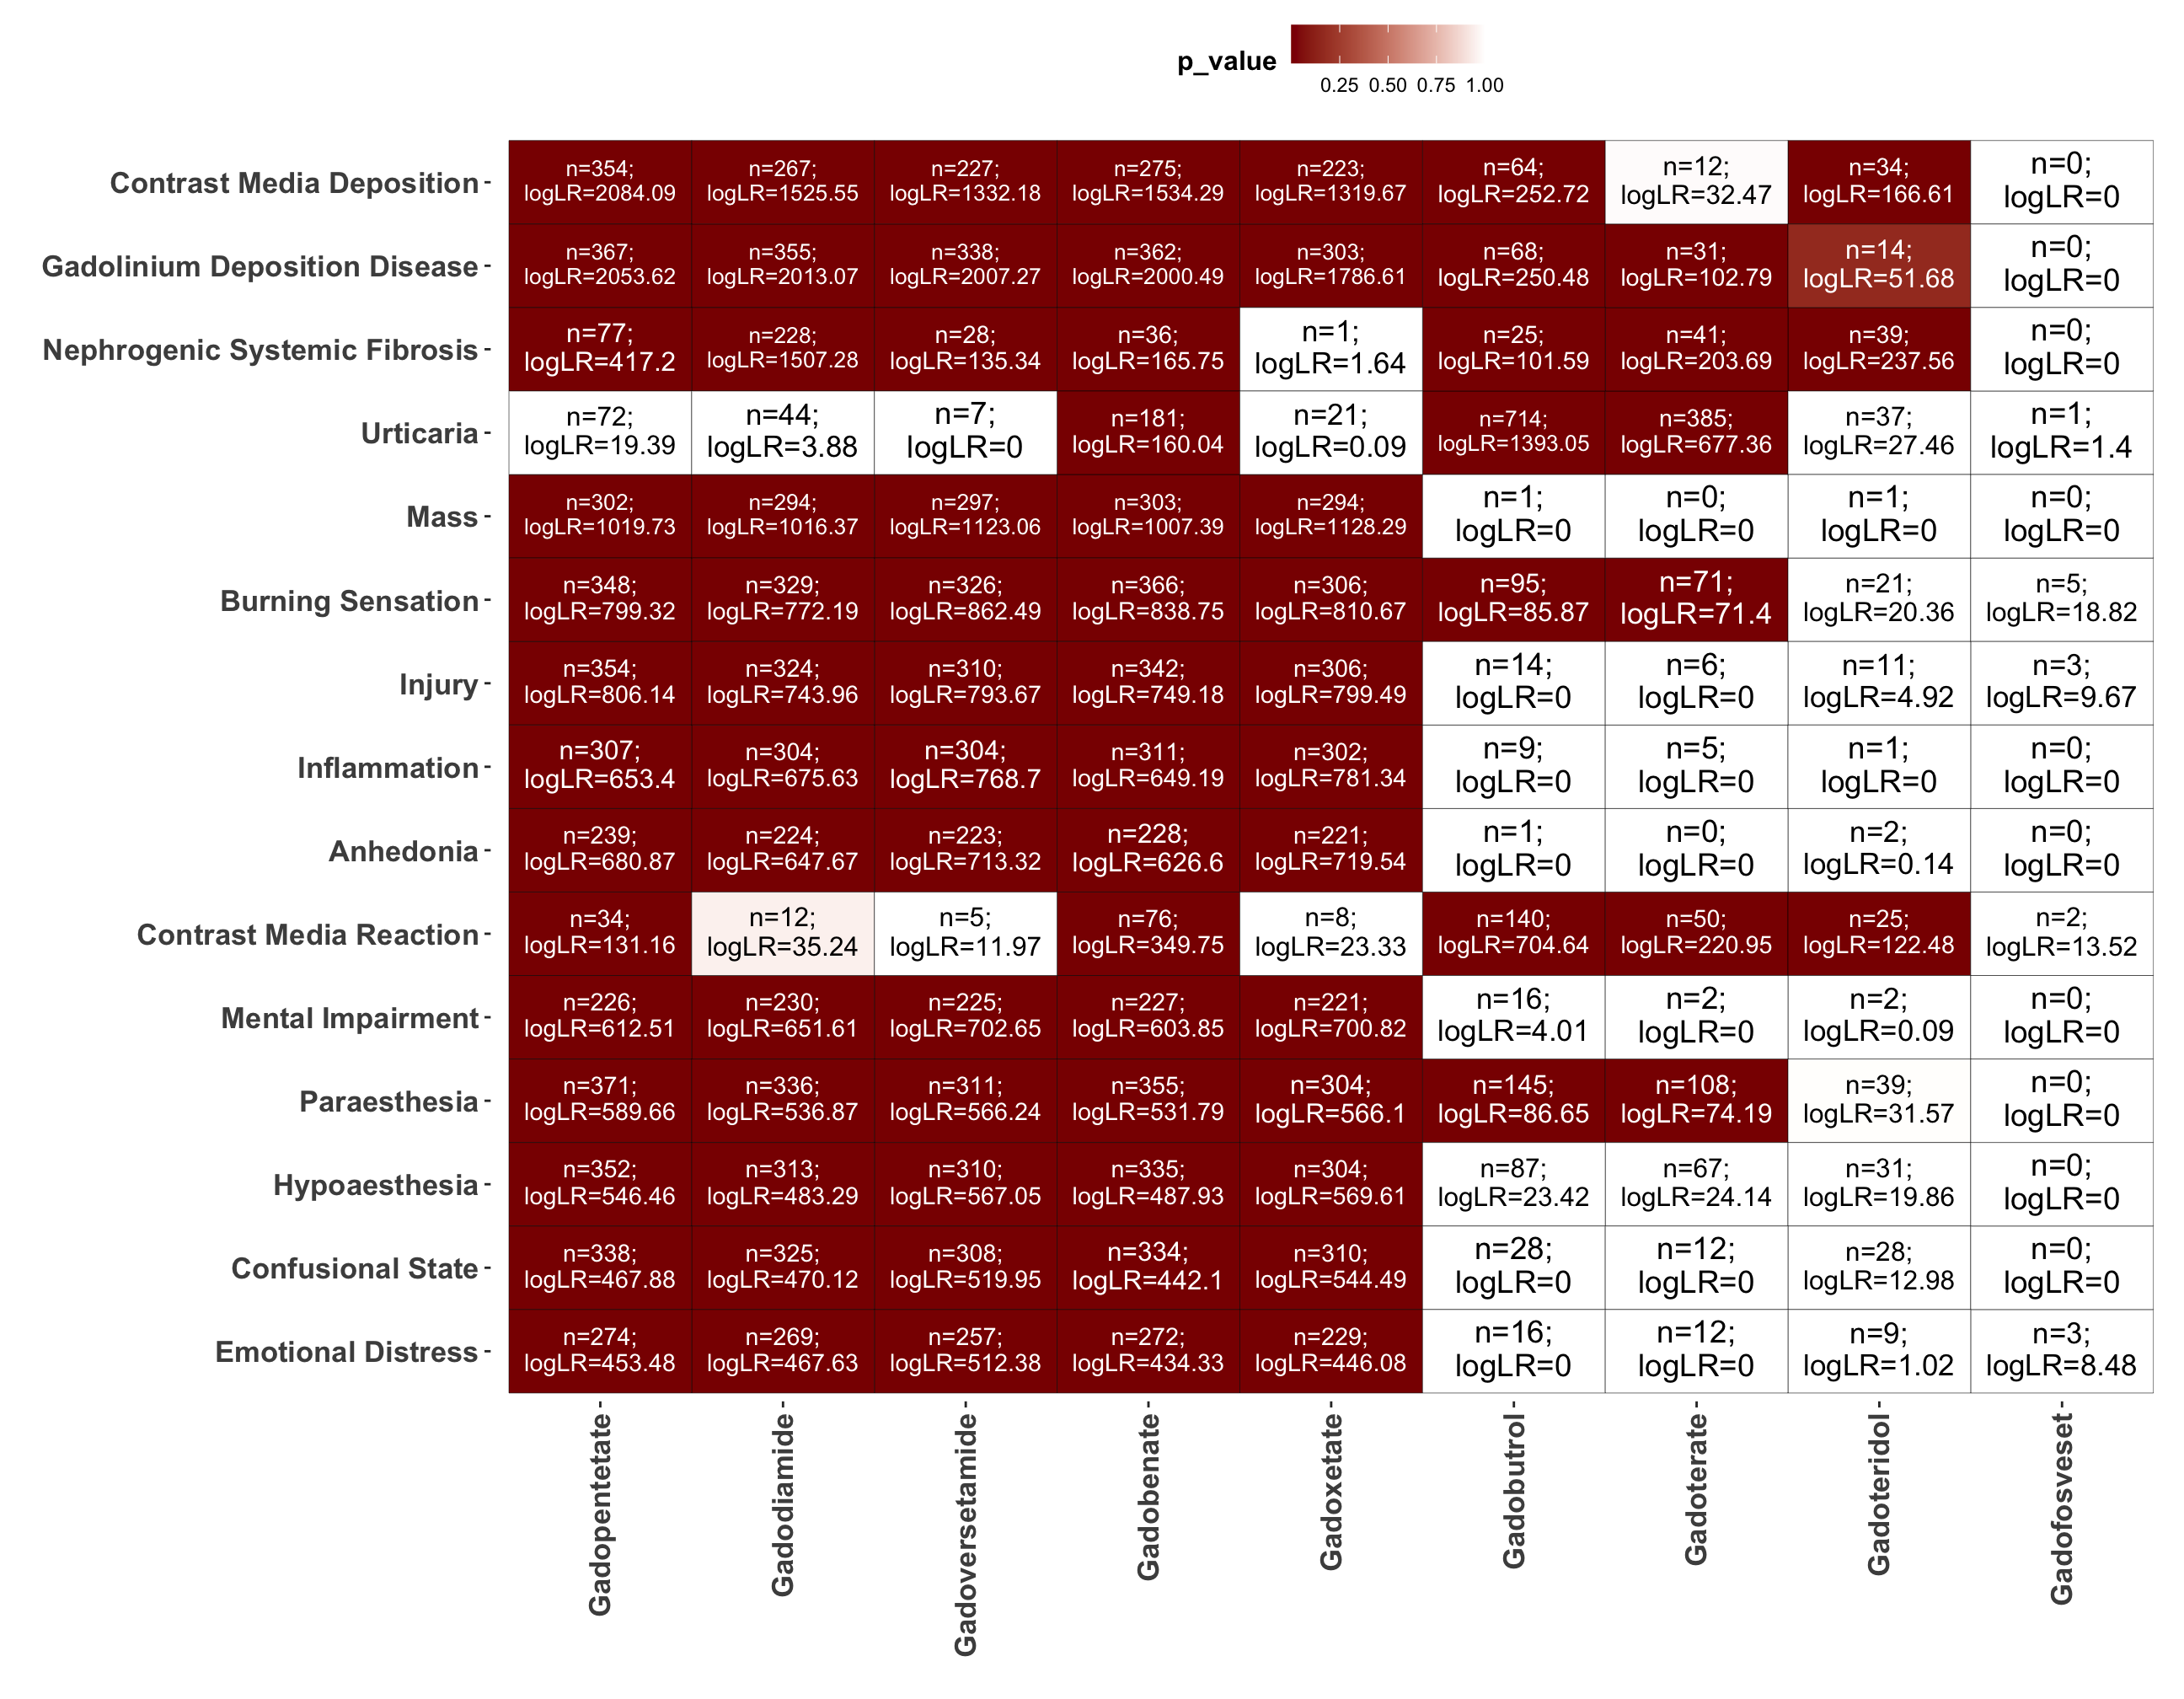 p_value
0.25 0.50 0.75 1.00
Contrast Media Deposition
n=354; n=267; n=227; n=275; n=223; n=64; n=12; n=34; n=0;
logLR=2084.09 logLR=1525.55 logLR=1332.18 logLR=1534.29 logLR=1319.67 logLR=252.72 logLR=32.47 logLR=166.61 logLR=0
Gadolinium Deposition Disease
n=367; n=355; n=338; n=362; n=303; n=68; n=31; n=14; n=0;
logLR=2053.62 logLR=2013.07 logLR=2007.27 logLR=2000.49 logLR=1786.61 logLR=250.48 logLR=102.79 logLR=51.68 logLR=0
Nephrogenic Systemic Fibrosis
n=77; n=228; n=28; n=36; n=1; n=25; n=41; n=39; n=0;
logLR=417.2 logLR=1507.28 logLR=135.34 logLR=165.75 logLR=1.64 logLR=101.59 logLR=203.69 logLR=237.56 logLR=0
Urticaria
n=72; n=44; n=7; n=181; n=21; n=714; n=385; n=37; n=1;
logLR=19.39 logLR=3.88 logLR=0 logLR=160.04 logLR=0.09 logLR=1393.05 logLR=677.36 logLR=27.46 logLR=1.4
Mass
n=302; n=294; n=297; n=303; n=294; n=1; n=0; n=1; n=0;
logLR=1019.73 logLR=1016.37 logLR=1123.06 logLR=1007.39 logLR=1128.29 logLR=0 logLR=0 logLR=0 logLR=0
Burning Sensation
n=348; n=329; n=326; n=366; n=306; n=95; n=71; n=21; n=5;
logLR=799.32 logLR=772.19 logLR=862.49 logLR=838.75 logLR=810.67 logLR=85.87 logLR=71.4 logLR=20.36 logLR=18.82
Injury
n=354; n=324; n=310; n=342; n=306; n=14; n=6; n=11; n=3;
logLR=806.14 logLR=743.96 logLR=793.67 logLR=749.18 logLR=799.49 logLR=0 logLR=0 logLR=4.92 logLR=9.67
Inflammation
n=307; n=304; n=304; n=311; n=302; n=9; n=5; n=1; n=0;
logLR=653.4 logLR=675.63 logLR=768.7 logLR=649.19 logLR=781.34 logLR=0 logLR=0 logLR=0 logLR=0
Anhedonia
n=239; n=224; n=223; n=228; n=221; n=1; n=0; n=2; n=0;
logLR=680.87 logLR=647.67 logLR=713.32 logLR=626.6 logLR=719.54 logLR=0 logLR=0 logLR=0.14 logLR=0
Contrast Media Reaction
n=34; n=12; n=5; n=76; n=8; n=140; n=50; n=25; n=2;
logLR=131.16 logLR=35.24 logLR=11.97 logLR=349.75 logLR=23.33 logLR=704.64 logLR=220.95 logLR=122.48 logLR=13.52
Mental Impairment
n=226; n=230; n=225; n=227; n=221; n=16; n=2; n=2; n=0;
logLR=612.51 logLR=651.61 logLR=702.65 logLR=603.85 logLR=700.82 logLR=4.01 logLR=0 logLR=0.09 logLR=0
Paraesthesia
n=371; n=336; n=311; n=355; n=304; n=145; n=108; n=39; n=0;
logLR=589.66 logLR=536.87 logLR=566.24 logLR=531.79 logLR=566.1 logLR=86.65 logLR=74.19 logLR=31.57 logLR=0
Hypoaesthesia
n=352; n=313; n=310; n=335; n=304; n=87; n=67; n=31; n=0;
logLR=546.46 logLR=483.29 logLR=567.05 logLR=487.93 logLR=569.61 logLR=23.42 logLR=24.14 logLR=19.86 logLR=0
Confusional State
n=338; n=325; n=308; n=334; n=310; n=28; n=12; n=28; n=0;
logLR=467.88 logLR=470.12 logLR=519.95 logLR=442.1 logLR=544.49 logLR=0 logLR=0 logLR=12.98 logLR=0
Emotional Distress
n=274; n=269; n=257; n=272; n=229; n=16; n=12; n=9; n=3;
logLR=453.48 logLR=467.63 logLR=512.38 logLR=434.33 logLR=446.08 logLR=0 logLR=0 logLR=1.02 logLR=8.48
Gadopentetate
Gadodiamide
Gadoversetamide
Gadobenate
Gadoxetate
Gadobutrol
Gadoterate
Gadoteridol
Gadofosveset